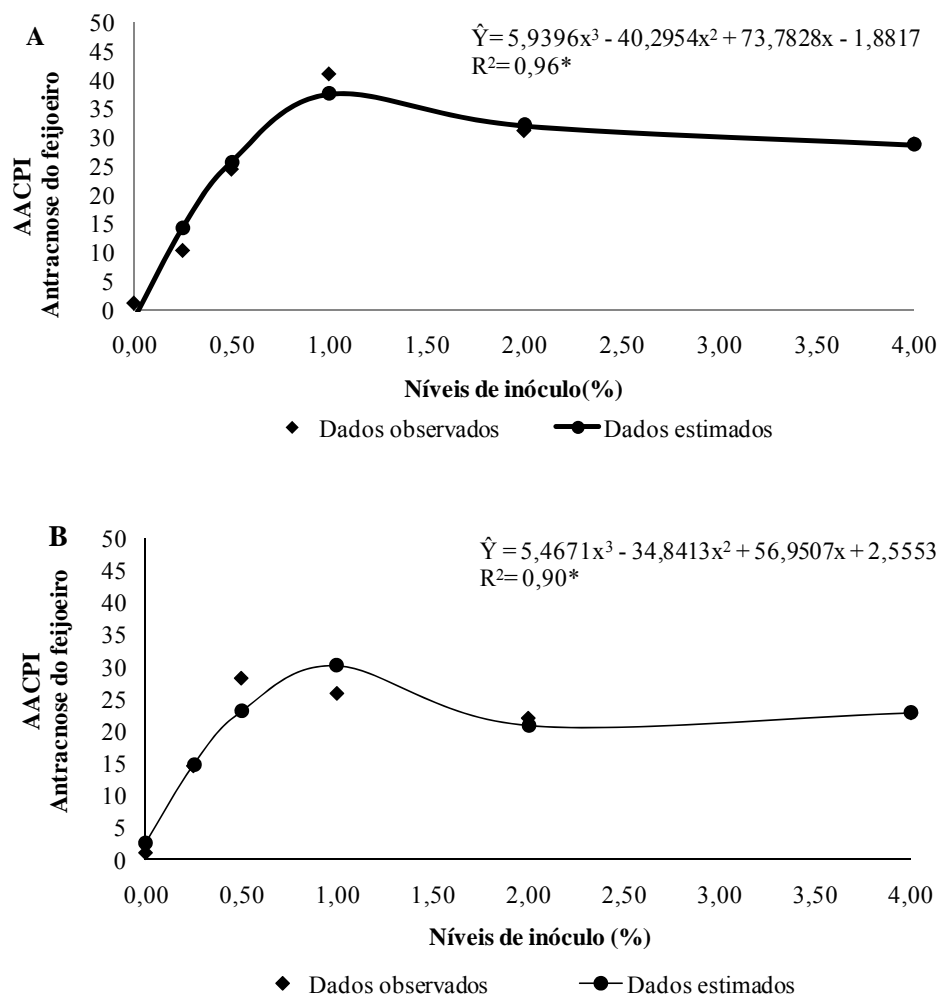 A
Ŷ= 5,9396x³ - 40,2954x² + 73,7828x - 1,8817
R²= 0,96*
AACPI
Antracnose do feijoeiro
50
45
40
35
30
25
20
15
10
5
0
0,00 0,50 1,00 1,50 2,00 2,50 3,00 3,50 4,00
Níveis de inóculo(%)
Dados observados Dados estimados
B
Ŷ = 5,4671x³ - 34,8413x² + 56,9507x + 2,5553
R²= 0,90*
AACPI
Antracnose do feijoeiro
50
45
40
35
30
25
20
15
10
5
0
0,00 0,50 1,00 1,50 2,00 2,50 3,00 3,50 4,00
Níveis de inóculo (%)
Dados observados Dados estimados